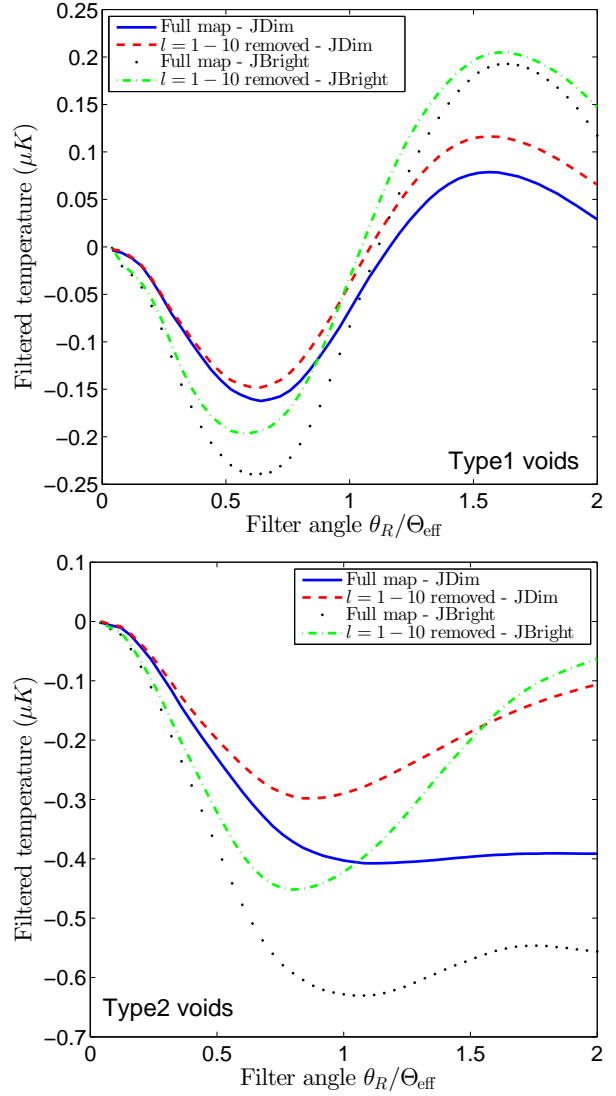 0.25
0.2
0.15
0.1
0.05
0
−0.05
−0.1
−0.15
−0.2
−0.25
Filtered temperature (μK)
Full map - JDim
l = 1 − 10 removed - JDim
Full map - JBright
l = 1 − 10 removed - JBright
Type1 voids
0 0.5 1 1.5 2
Filter angle θ_R/Θ_eff
0.1
0
−0.1
−0.2
−0.3
−0.4
−0.5
−0.6
−0.7
Filtered temperature (μK)
Full map - JDim
l = 1 − 10 removed - JDim
Full map - JBright
l = 1 − 10 removed - JBright
Type2 voids
0 0.5 1 1.5 2
Filter angle θ_R/Θ_eff